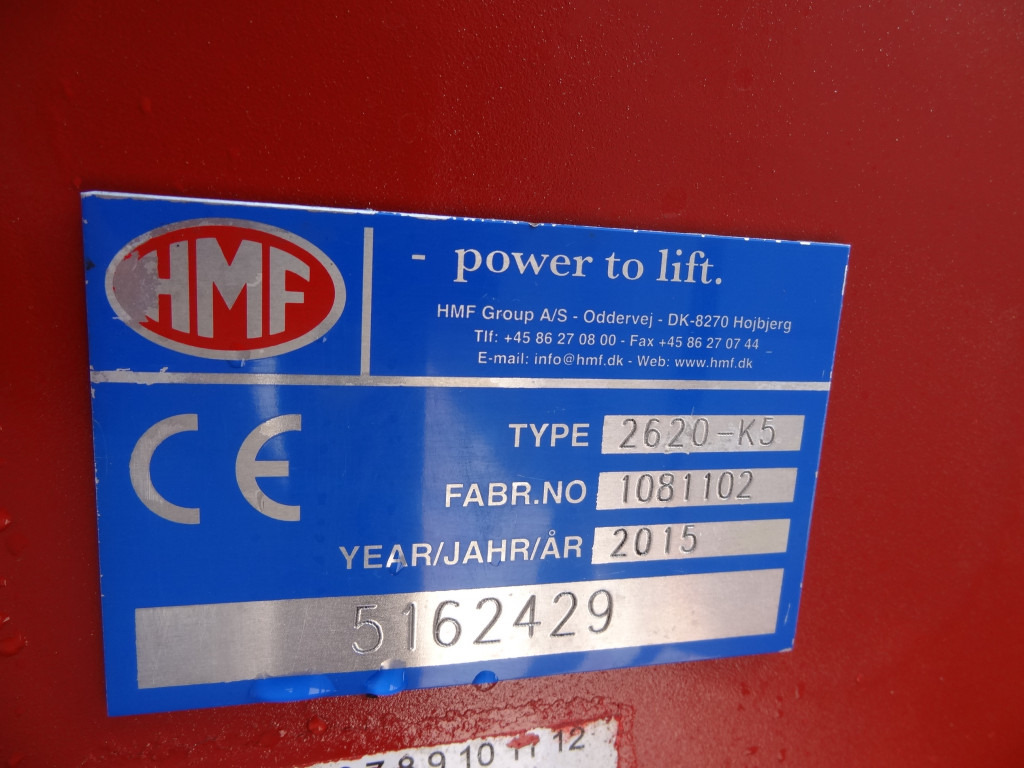 HMF
- power to lift.
HMF Group A/S - Oddervej - DK-8270 Højbjerg
Tlf: +45 86 27 08 00 - Fax +45 86 27 07 44
E-mail: info@hmf.dk - Web: www.hmf.dk
CE
TYPE 2620-K5
FABR.NO 1081102
YEAR/JAHR/ÅR 2015
5162429
7 8 9 10 11 12